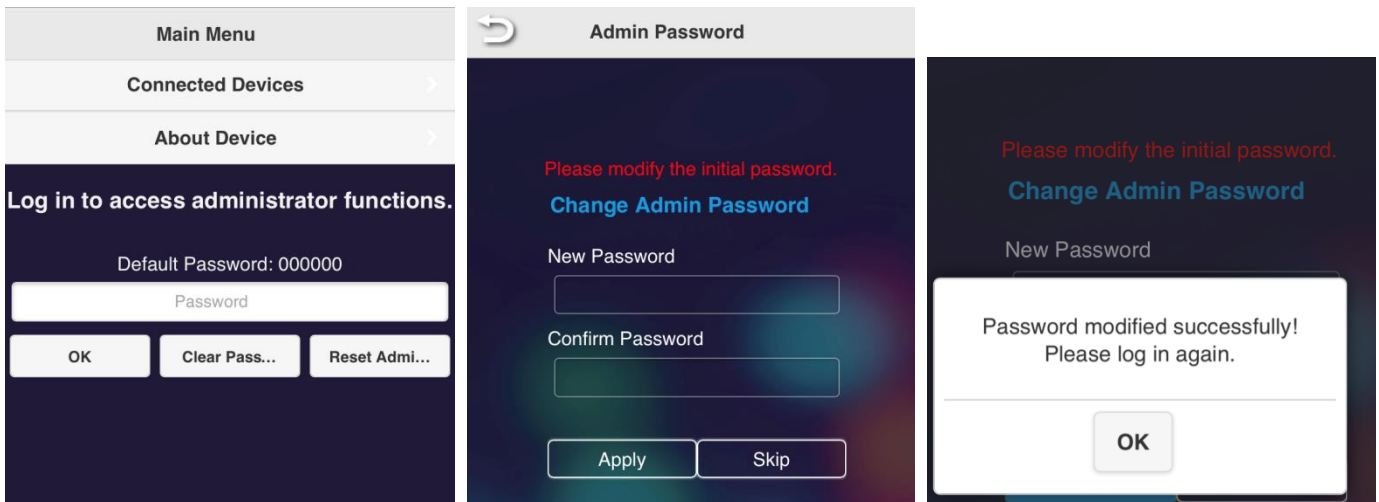 Main Menu
Connected Devices
About Device
Log in to access administrator functions.
Default Password: 000000
Password
OK
Clear Pass...
Reset Admi...
Admin Password
Please modify the initial password.
Change Admin Password
New Password
Confirm Password
Apply
Skip
Please modify the initial password.
Change Admin Password
New Password
Password modified successfully!
Please log in again.
OK